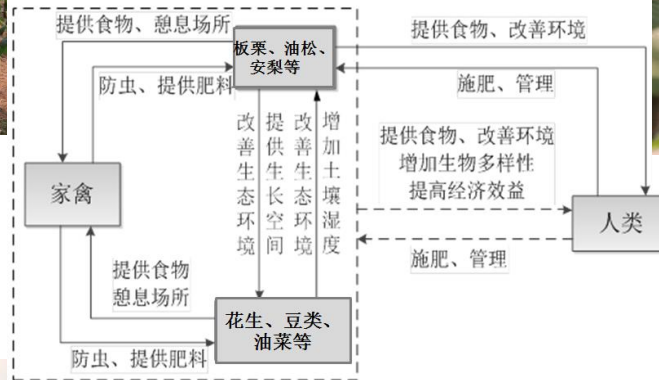 提供食物、憩息场所
板栗、油松、
安梨等
提供食物、改善环境
防虫、提供肥料
施肥、管理
改善生态环境
提供生长空间
改善生态环境
增加土壤湿度
提供食物、改善环境
增加生物多样性
提高经济效益
家禽
人类
提供食物
憩息场所
施肥、管理
花生、豆类、
油菜等
防虫、提供肥料